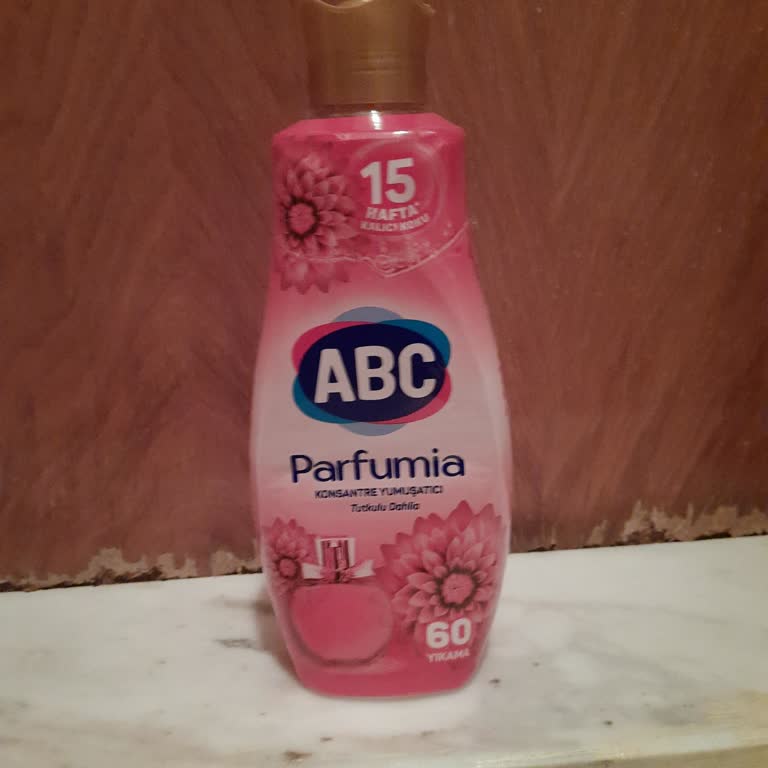 15
HAFTA*
KALICI KOKU
ABC
Parfumia
KONSANTRE YUMUŞATICI
Tutkulu Dahlia
60
YIKAMA